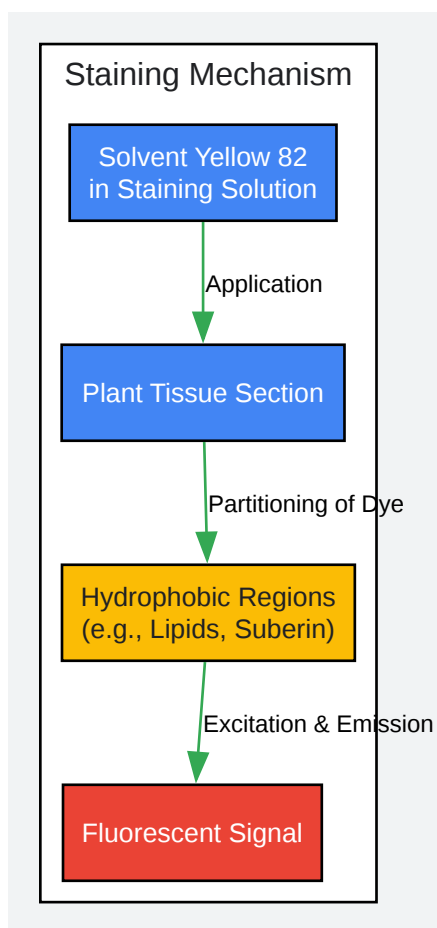 Staining Mechanism
Solvent Yellow 82
in Staining Solution
Application
Plant Tissue Section
Partitioning of Dye
Hydrophobic Regions
(e.g., Lipids, Suberin)
Excitation & Emission
Fluorescent Signal